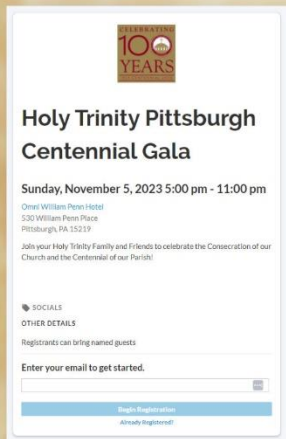 CELEBRATING
100
YEARS
Holy Trinity Pittsburgh
Centennial Gala
Sunday, November 5, 2023 5:00 pm - 11:00 pm
Omni William Penn Hotel
530 William Penn Place
Pittsburgh, PA 15219
Join your Holy Trinity Family and Friends to celebrate the Consecration of our
Church and the Centennial of our Parish!
SOCIALS
OTHER DETAILS
Registrants can bring named guests
Enter your email to get started.
Begin Registration
Already Registered?